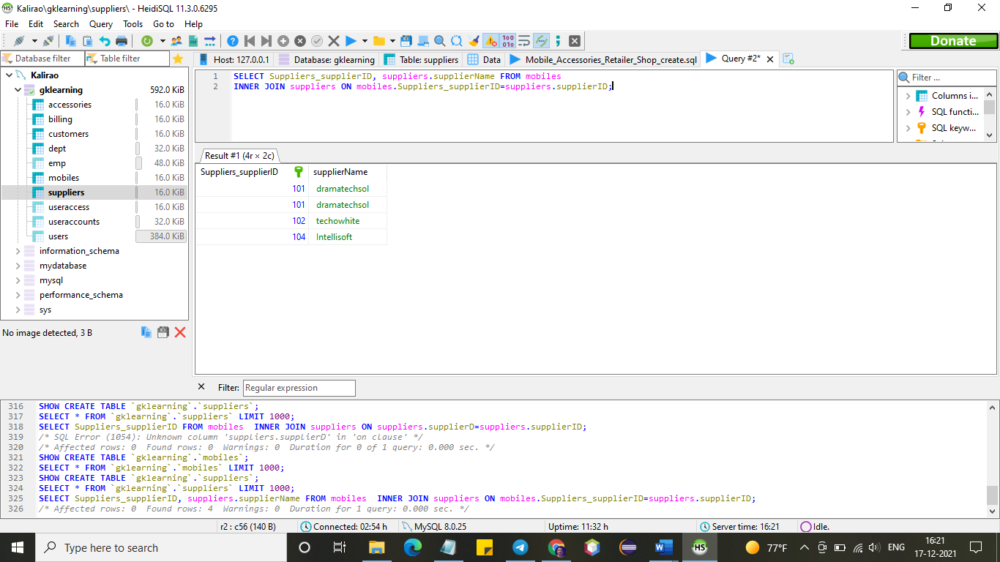 HS Kalirao\gklearning\suppliers\ - HeidiSQL 11.3.0.6295
File Edit Search Query Tools Go to Help
Donate
Database filter Table filter
Host: 127.0.0.1 Database: gklearning Table: suppliers Data Mobile_Accessories_Retailer_Shop_create.sql Query #2*
Kalirao
gklearning 592.0 KiB
accessories 16.0 KiB
billing 16.0 KiB
customers 16.0 KiB
dept 32.0 KiB
emp 48.0 KiB
mobiles 16.0 KiB
suppliers 16.0 KiB
useraccess 16.0 KiB
useraccounts 32.0 KiB
users 384.0 KiB
information_schema
mydatabase
mysql
performance_schema
sys
No image detected, 3 B
1 SELECT Suppliers_supplierID, suppliers.supplierName FROM mobiles
2 INNER JOIN suppliers ON mobiles.Suppliers_supplierID=suppliers.supplierID;
Filter ...
Columns i...
SQL functi...
SQL keyw...
Result #1 (4r × 2c)
Suppliers_supplierID supplierName
101 dramatechsol
101 dramatechsol
102 techowhite
104 Intellisoft
Filter: Regular expression
316 SHOW CREATE TABLE `gklearning`.`suppliers`;
317 SELECT * FROM `gklearning`.`suppliers` LIMIT 1000;
318 SELECT Suppliers_supplierID FROM mobiles  INNER JOIN suppliers ON suppliers.supplierD=suppliers.supplierID;
319 /* SQL Error (1054): Unknown column 'suppliers.supplierD' in 'on clause' */
320 /* Affected rows: 0  Found rows: 0  Warnings: 0  Duration for 0 of 1 query: 0.000 sec. */
321 SHOW CREATE TABLE `gklearning`.`mobiles`;
322 SELECT * FROM `gklearning`.`mobiles` LIMIT 1000;
323 SHOW CREATE TABLE `gklearning`.`suppliers`;
324 SELECT * FROM `gklearning`.`suppliers` LIMIT 1000;
325 SELECT Suppliers_supplierID, suppliers.supplierName FROM mobiles  INNER JOIN suppliers ON mobiles.Suppliers_supplierID=suppliers.supplierID;
326 /* Affected rows: 0  Found rows: 4  Warnings: 0  Duration for 1 query: 0.000 sec. */
r2 : c56 (140 B) Connected: 02:54 h MySQL 8.0.25 Uptime: 11:32 h Server time: 16:21 Idle.
Type here to search
HS
77°F
ENG
16:21
17-12-2021